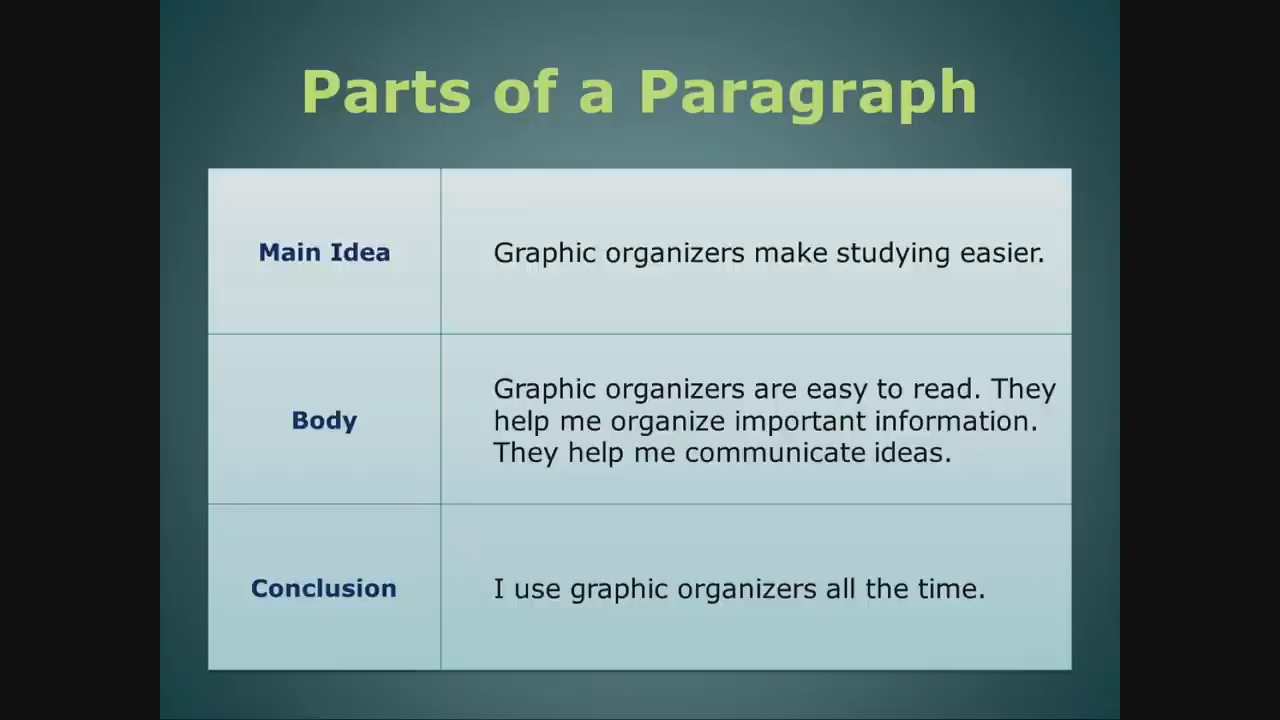 Parts of a Paragraph
Main Idea
Graphic organizers make studying easier.
Body
Graphic organizers are easy to read. They
help me organize important information.
They help me communicate ideas.
Conclusion
I use graphic organizers all the time.